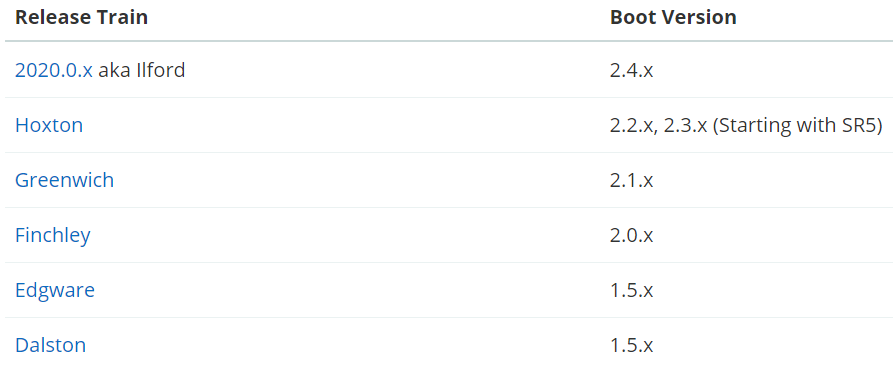 Release Train Boot Version
2020.0.x aka Ilford 2.4.x
Hoxton 2.2.x, 2.3.x (Starting with SR5)
Greenwich 2.1.x
Finchley 2.0.x
Edgware 1.5.x
Dalston 1.5.x